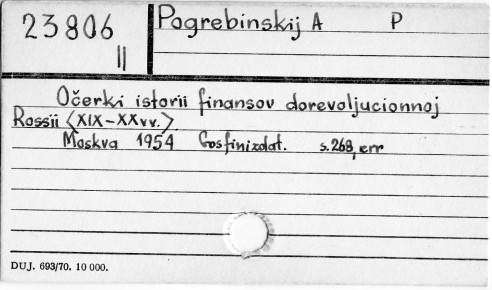 23806
II
Pogrebinskij A P
Očerki istorii finansov dorevoljucionnoj
Rossii <XIX-XXvv.>
Moskva 1954 Gosfinizdat. s.268, err
DUJ. 693/70. 10 000.